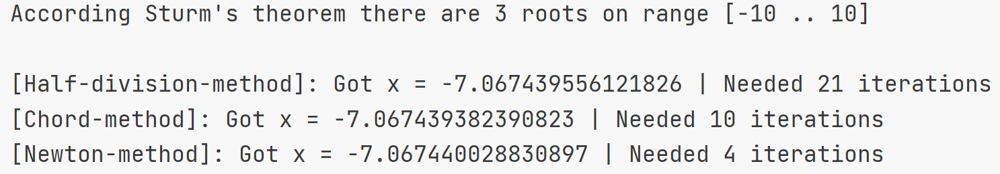 According Sturm's theorem there are 3 roots on range [-10 .. 10]
[Half-division-method]: Got x = -7.067439556121826 | Needed 21 iterations
[Chord-method]: Got x = -7.067439382390823 | Needed 10 iterations
[Newton-method]: Got x = -7.067440028830897 | Needed 4 iterations